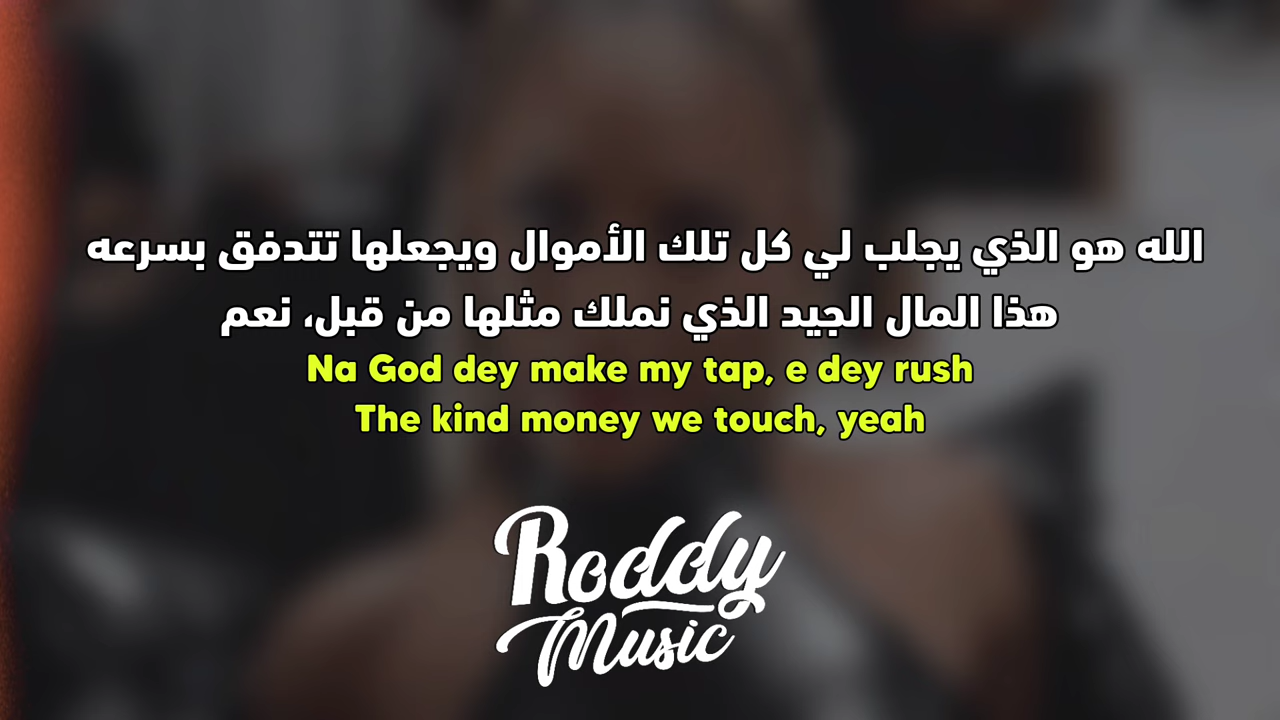 الله هو الذي يجلب لي كل تلك الأموال ويجعلها تتدفق بسرعه
هذا المال الجيد الذي نملك مثلها من قبل، نعم
Na God dey make my tap, e dey rush
The kind money we touch, yeah
Roddy
Music